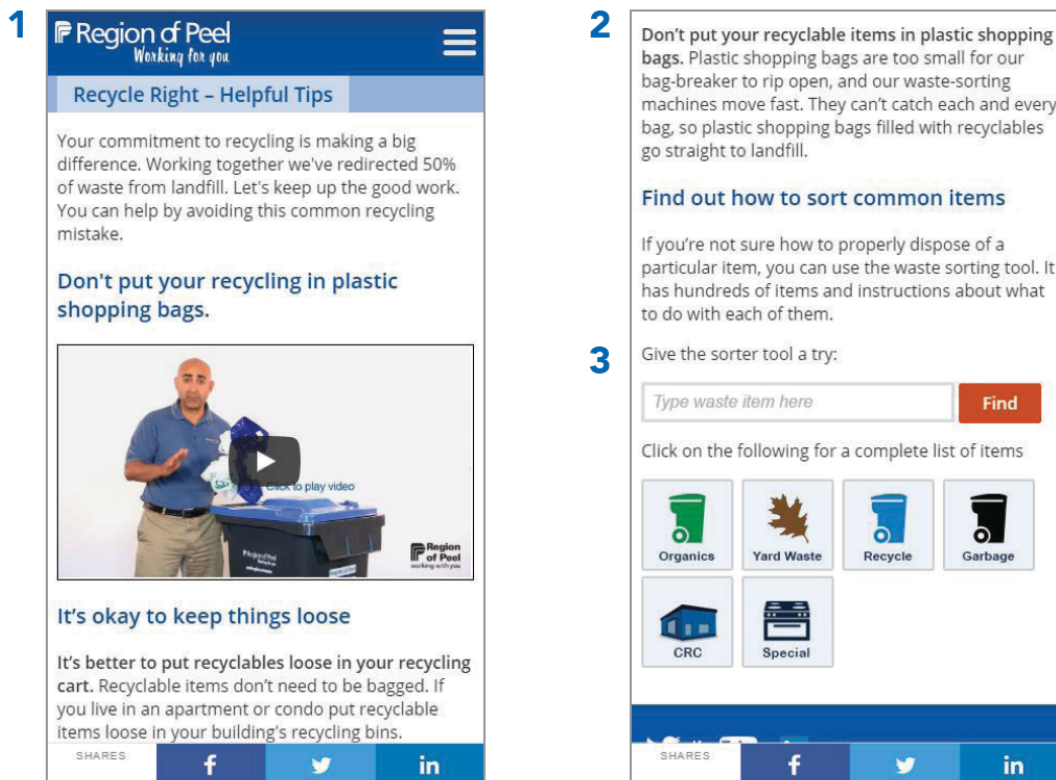 1
Region of Peel
Working for you
Recycle Right – Helpful Tips
Your commitment to recycling is making a big
difference. Working together we've redirected 50%
of waste from landfill. Let's keep up the good work.
You can help by avoiding this common recycling
mistake.
Don't put your recycling in plastic
shopping bags.
Click to play video
Region of Peel
Region
of Peel
working with you
It's okay to keep things loose
It's better to put recyclables loose in your recycling
cart. Recyclable items don't need to be bagged. If
you live in an apartment or condo put recyclable
items loose in your building's recycling bins.
SHARES
f
in
2
Don't put your recyclable items in plastic shopping
bags. Plastic shopping bags are too small for our
bag-breaker to rip open, and our waste-sorting
machines move fast. They can't catch each and every
bag, so plastic shopping bags filled with recyclables
go straight to landfill.
Find out how to sort common items
If you're not sure how to properly dispose of a
particular item, you can use the waste sorting tool. It
has hundreds of items and instructions about what
to do with each of them.
3
Give the sorter tool a try:
Type waste item here
Find
Click on the following for a complete list of items
Organics
Yard Waste
Recycle
Garbage
CRC
Special
SHARES
f
in